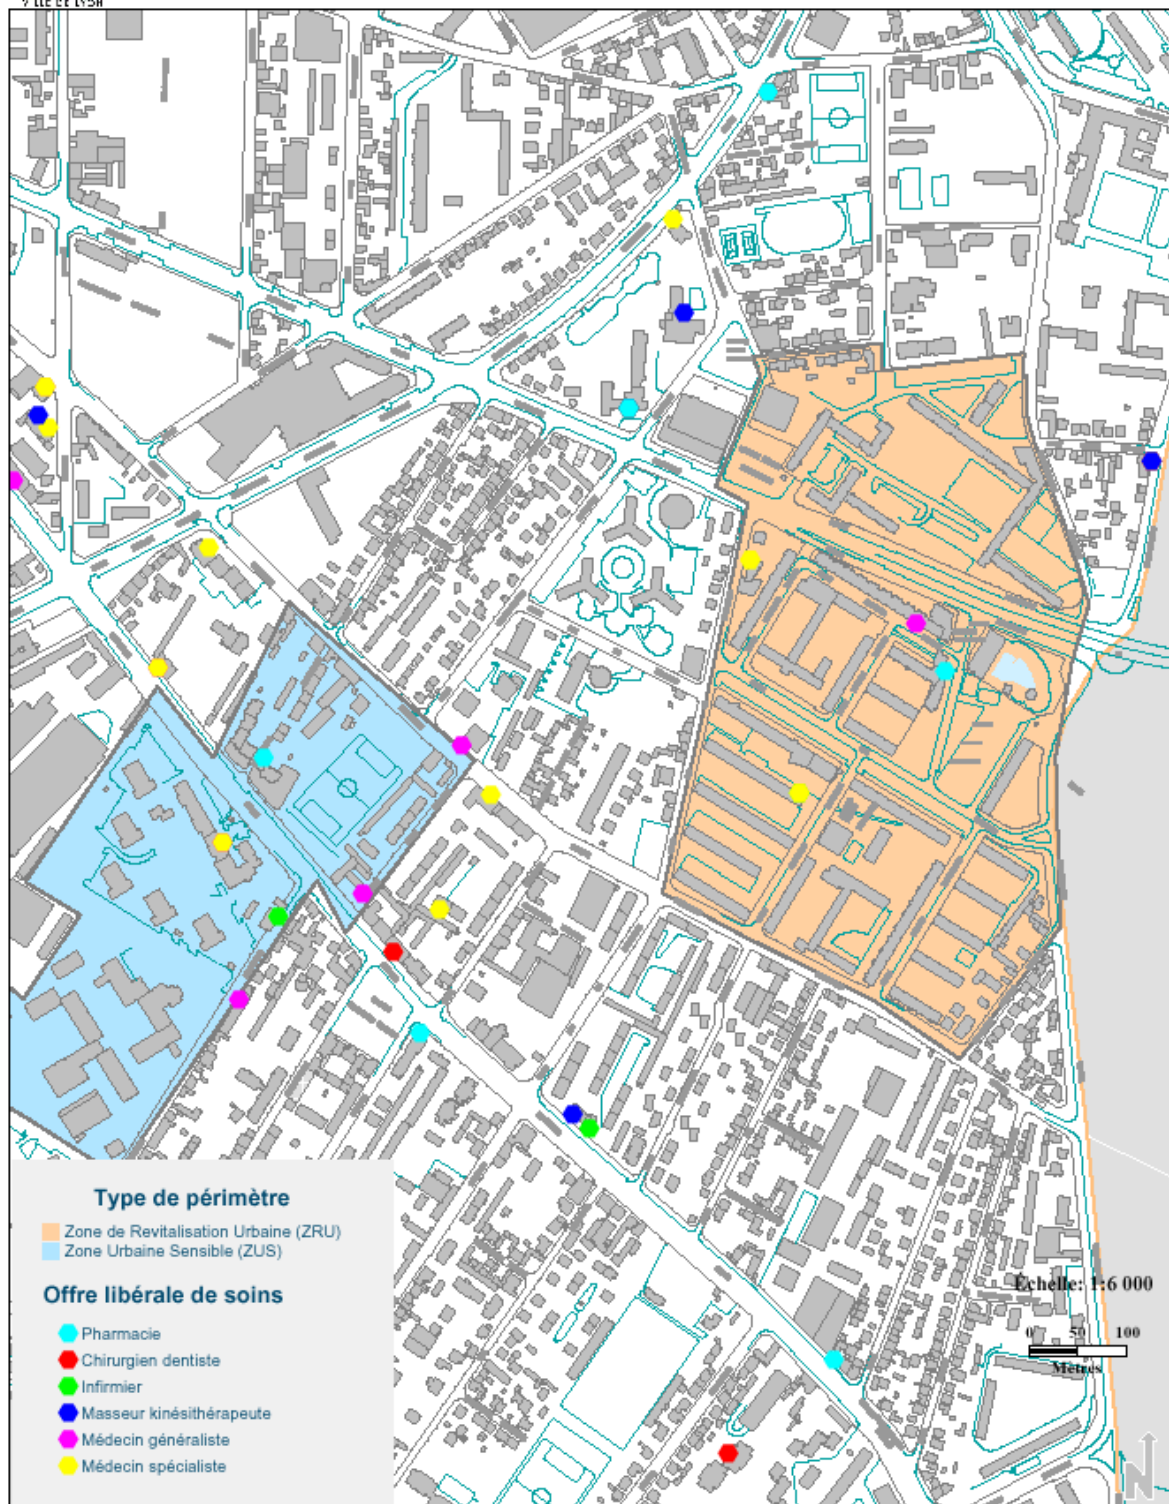 Type de périmètre
Zone de Revitalisation Urbaine (ZRU)
Zone Urbaine Sensible (ZUS)
Offre libérale de soins
Pharmacie
Chirurgien dentiste
Infirmier
Masseur kinésithérapeute
Médecin généraliste
Médecin spécialiste
Échelle: 1:6 000
0 50 100
Mètres
N